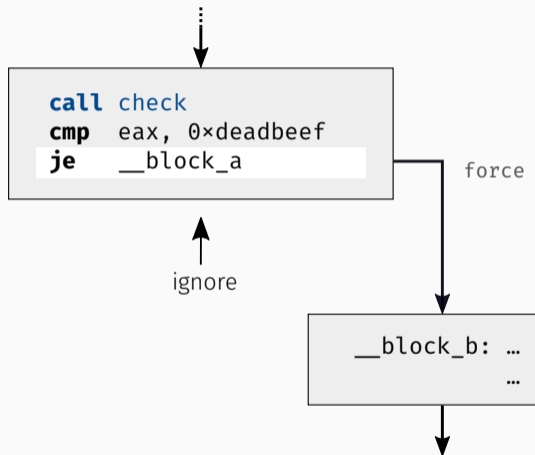 call check
cmp eax, 0×deadbeef
je __block_a
force
ignore
__block_b: …
…